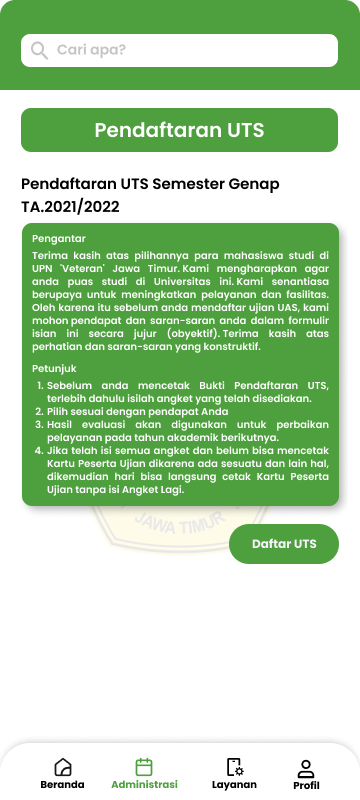 Cari apa?
Pendaftaran UTS
Pendaftaran UTS Semester Genap
TA.2021/2022
Pengantar
Terima kasih atas pilihannya para mahasiswa studi di
UPN 'Veteran' Jawa Timur. Kami mengharapkan agar
anda puas studi di Universitas ini. Kami senantiasa
berupaya untuk meningkatkan pelayanan dan fasilitas.
Oleh karena itu sebelum anda mendaftar ujian UAS, kami
mohon pendapat dan saran-saran anda dalam formulir
isian ini secara jujur (obyektif). Terima kasih atas
perhatian dan saran-saran yang konstruktif.
Petunjuk
1. Sebelum anda mencetak Bukti Pendaftaran UTS,
terlebih dahulu isilah angket yang telah disediakan.
2. Pilih sesuai dengan pendapat Anda
3. Hasil evaluasi akan digunakan untuk perbaikan
pelayanan pada tahun akademik berikutnya.
4. Jika telah isi semua angket dan belum bisa mencetak
Kartu Peserta Ujian dikarena ada sesuatu dan lain hal,
dikemudian hari bisa langsung cetak Kartu Peserta
Ujian tanpa isi Angket Lagi.
JAWA TIMUR
Daftar UTS
Beranda
Administrasi
Layanan
Profil